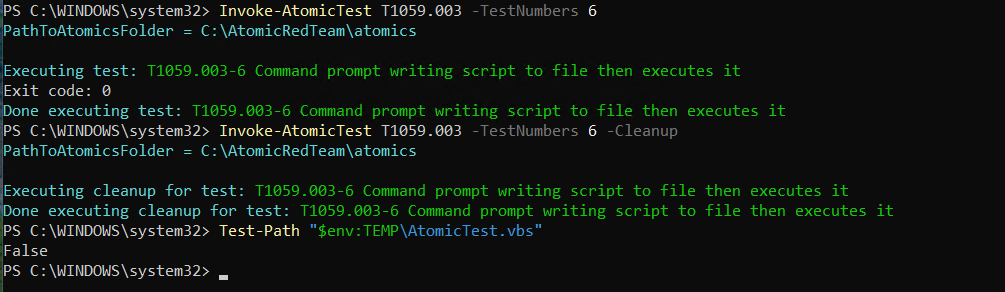 PS C:\WINDOWS\system32> Invoke-AtomicTest T1059.003 -TestNumbers 6
PathToAtomicsFolder = C:\AtomicRedTeam\atomics
Executing test: T1059.003-6 Command prompt writing script to file then executes it
Exit code: 0
Done executing test: T1059.003-6 Command prompt writing script to file then executes it
PS C:\WINDOWS\system32> Invoke-AtomicTest T1059.003 -TestNumbers 6 -Cleanup
PathToAtomicsFolder = C:\AtomicRedTeam\atomics
Executing cleanup for test: T1059.003-6 Command prompt writing script to file then executes it
Done executing cleanup for test: T1059.003-6 Command prompt writing script to file then executes it
PS C:\WINDOWS\system32> Test-Path "$env:TEMP\AtomicTest.vbs"
False
PS C:\WINDOWS\system32>